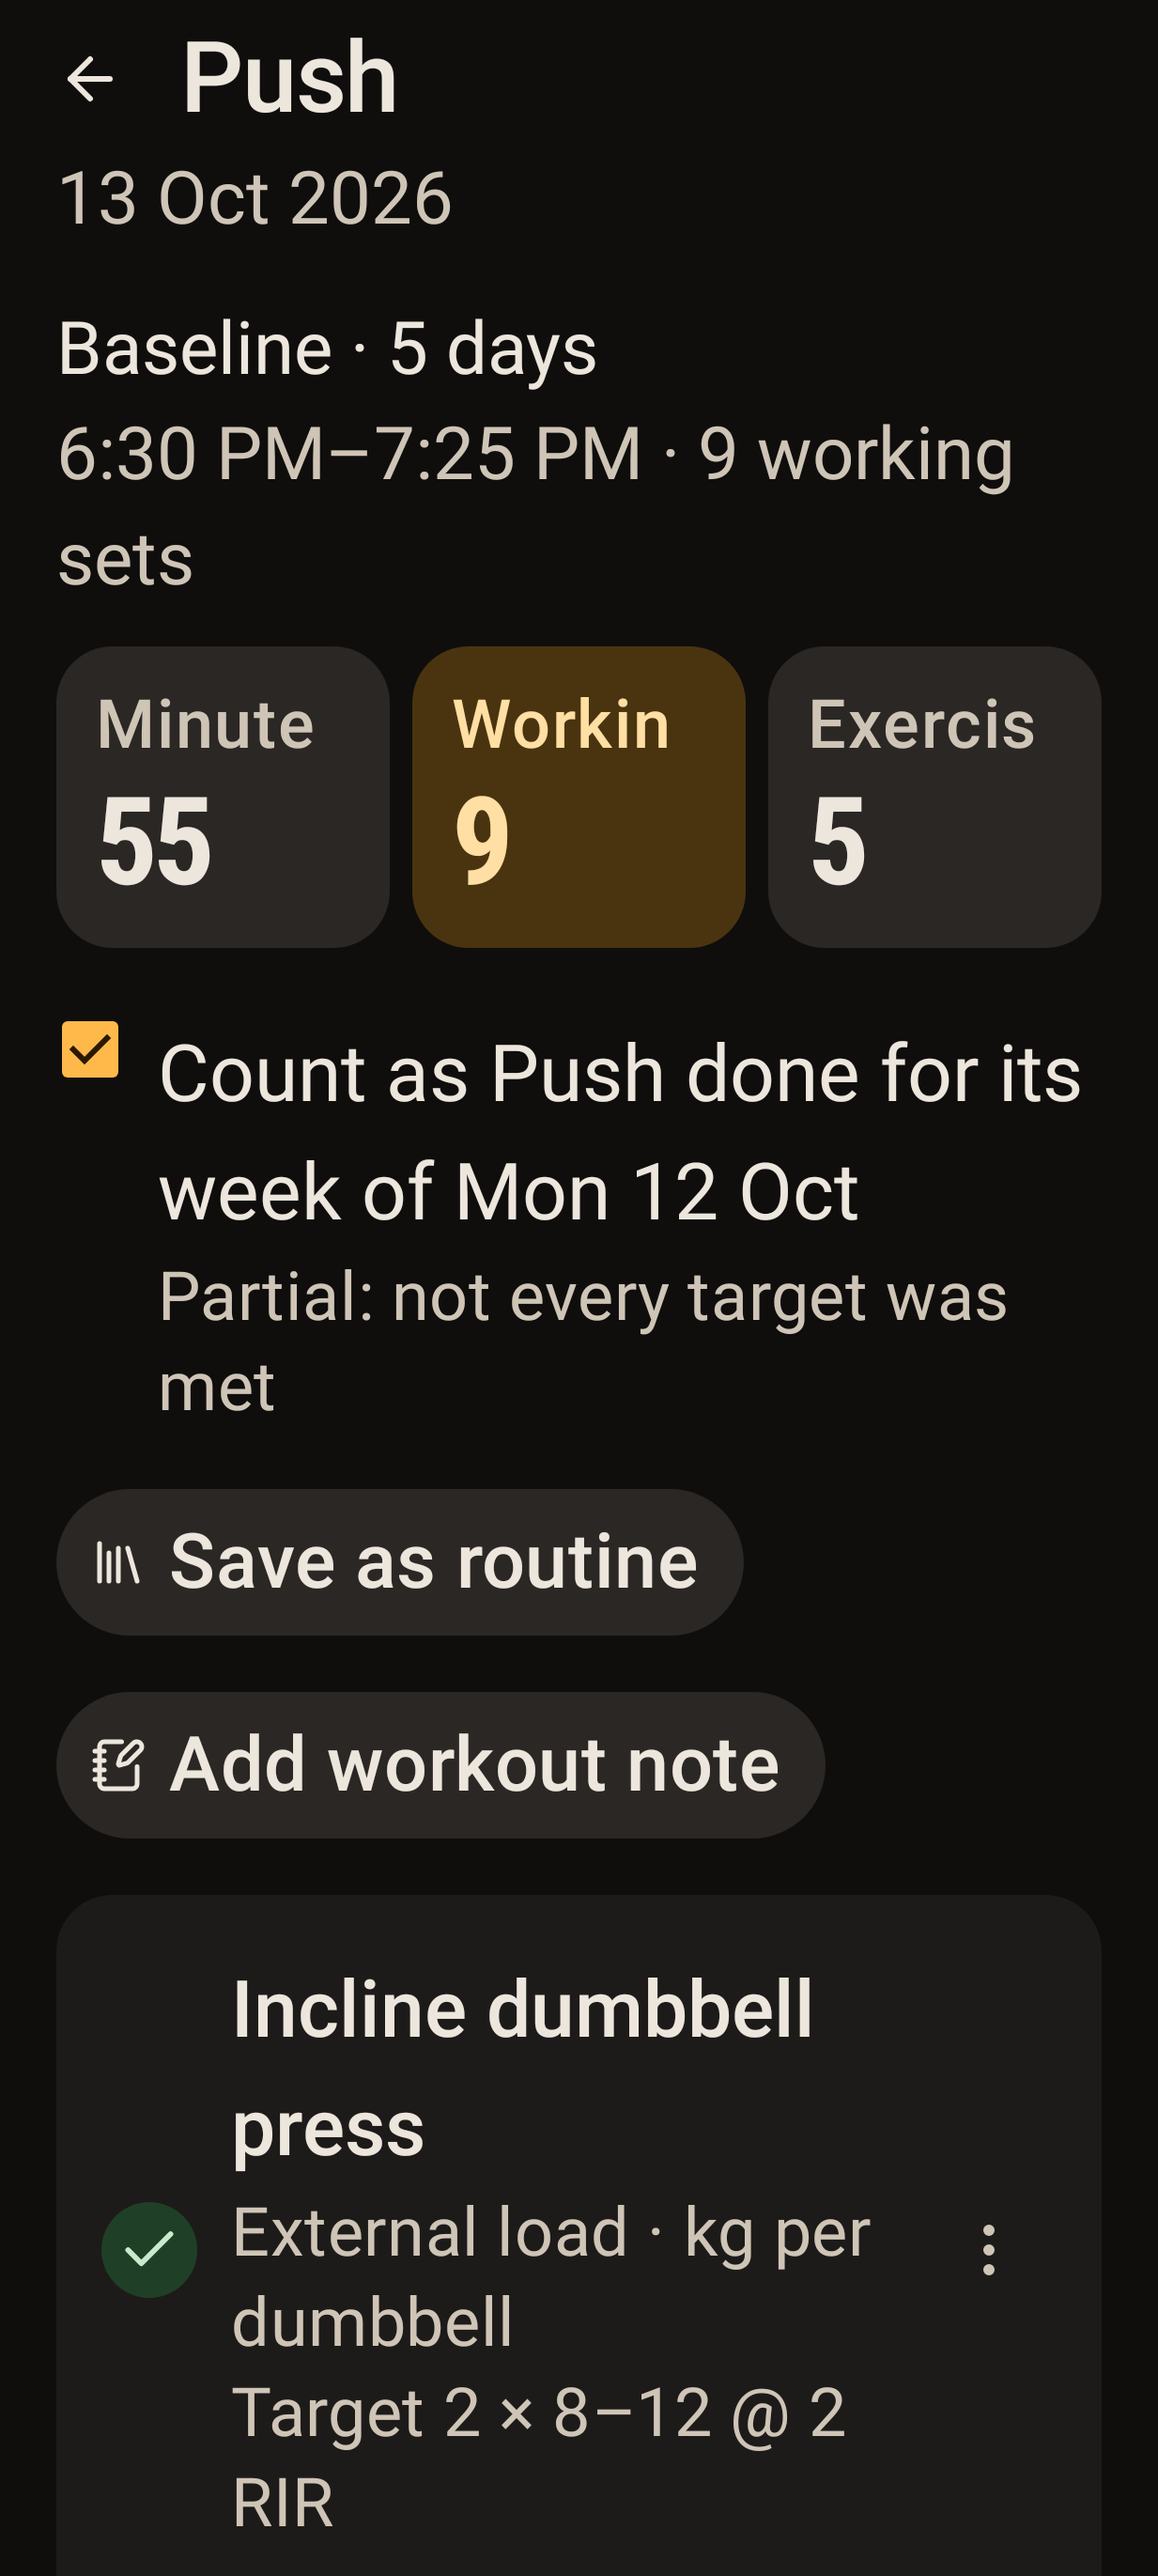 Push
13 Oct 2026
Baseline · 5 days
6:30 PM–7:25 PM · 9 working
sets
Minute
Workin
Exercis
55
9
5
Count as Push done for its
week of Mon 12 Oct
Partial: not every target was
met
Save as routine
Add workout note
Incline dumbbell
press
External load · kg per
dumbbell
Target 2 × 8–12 @ 2
RIR